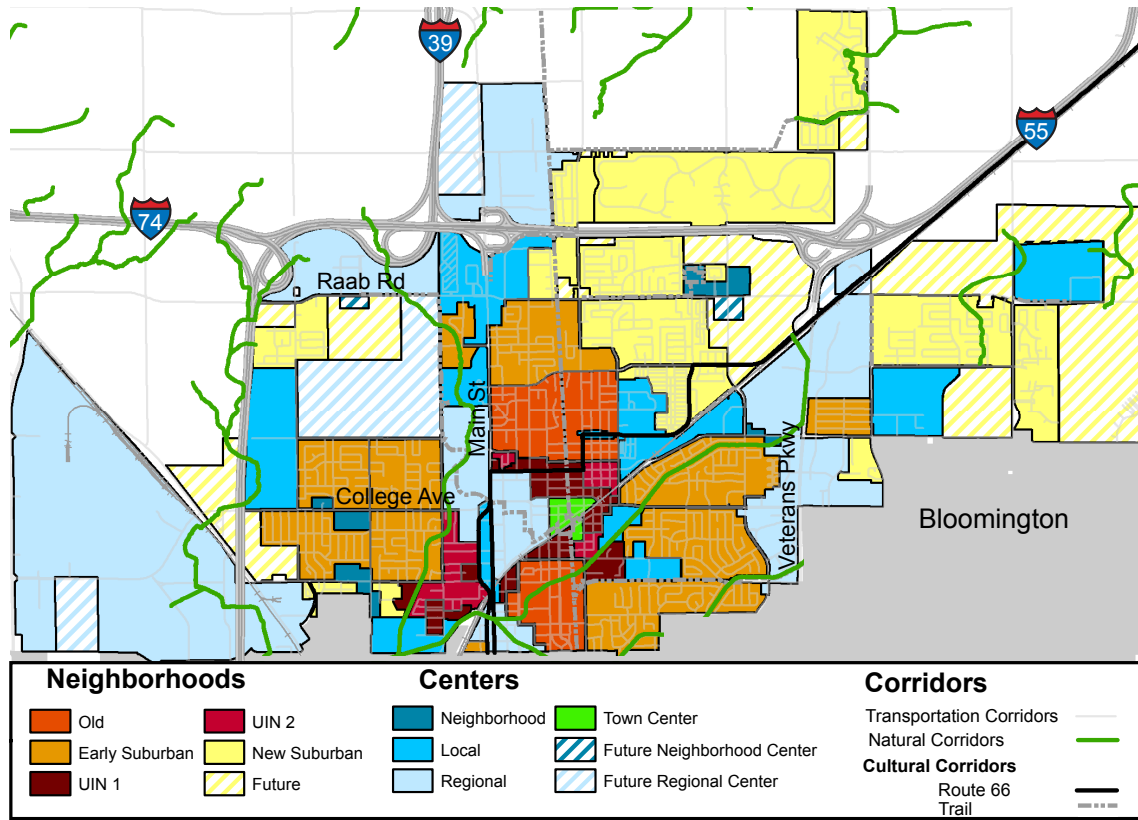 39
55
74
Raab Rd
Main St
College Ave
Veterans Pkwy
Bloomington
Neighborhoods
Old
Early Suburban
UIN 1
UIN 2
New Suburban
Future
Centers
Neighborhood
Local
Regional
Town Center
Future Neighborhood Center
Future Regional Center
Corridors
Transportation Corridors
Natural Corridors
Cultural Corridors
Route 66
Trail